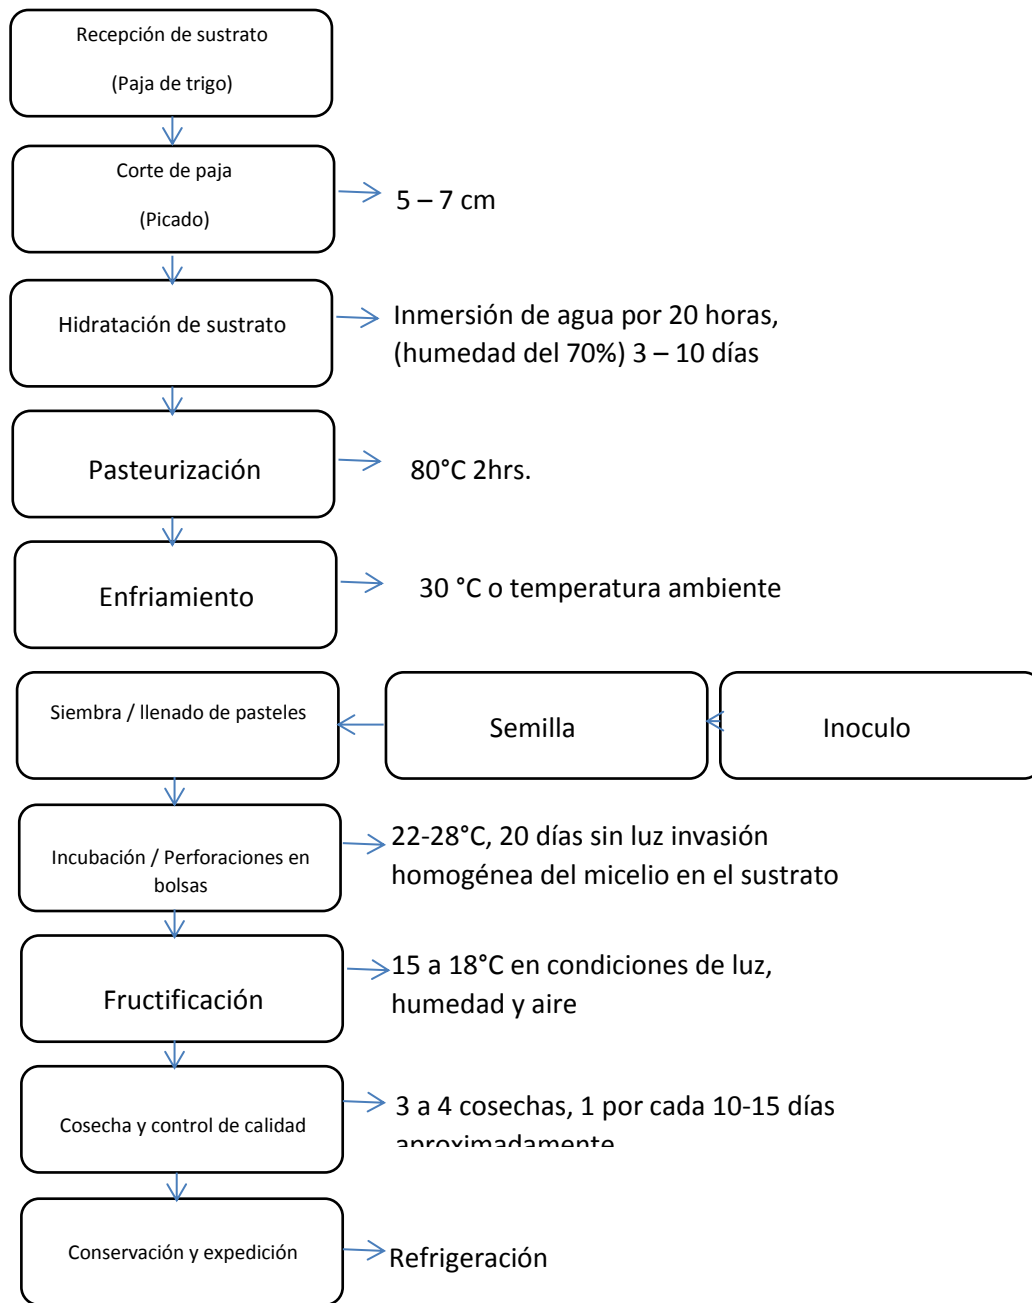 Recepción de sustrato
(Paja de trigo)
Corte de paja
(Picado)
5 – 7 cm
Hidratación de sustrato
Inmersión de agua por 20 horas,
(humedad del 70%) 3 – 10 días
Pasteurización
80°C 2hrs.
Enfriamiento
30 °C o temperatura ambiente
Siembra / llenado de pasteles
Semilla
Inoculo
Incubación / Perforaciones en
bolsas
22-28°C, 20 días sin luz invasión
homogénea del micelio en el sustrato
Fructificación
15 a 18°C en condiciones de luz,
humedad y aire
Cosecha y control de calidad
3 a 4 cosechas, 1 por cada 10-15 días
aproximadamente
Conservación y expedición
Refrigeración